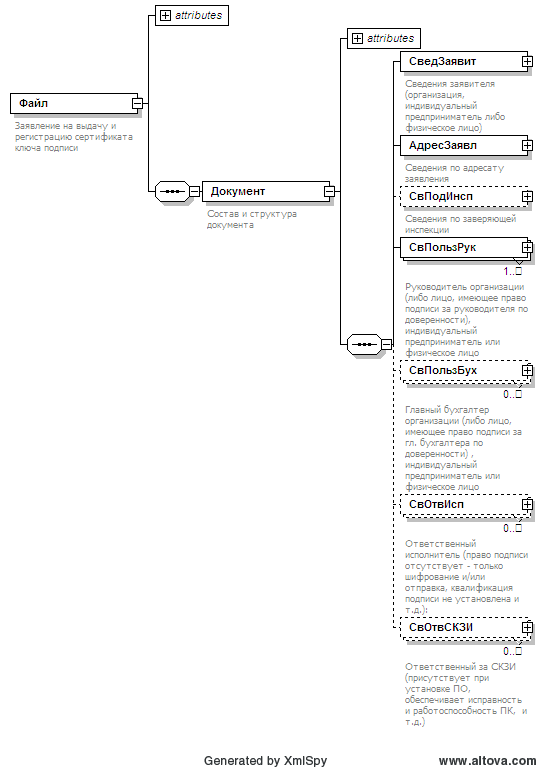 attributes
attributes
СведЗаявит
Сведения заявителя
(организация,
индивидуальный
предприниматель либо
физическое лицо)
Файл
Заявление на выдачу и
регистрацию сертификата
ключа подписи
АдресЗаявл
Сведения по адресату
заявления
Документ
Состав и структура
документа
СвПодИнсп
Сведения по заверяющей
инспекции
СвПользРук
1..
Руководитель организации
(либо лицо, имеющее право
подписи за руководителя по
доверенности),
индивидуальный
предприниматель или
физическое лицо
СвПользБух
0..
Главный бухгалтер
организации (либо лицо,
имеющее право подписи за
гл. бухгалтера по
доверенности) ,
индивидуальный
предприниматель или
физическое лицо
СвОтвИсп
0..
Ответственный
исполнитель (право подписи
отсутствует - только
шифрование и/или
отправка, квалификация
подписи не установлена и
т.д.):
СвОтвСКЗИ
0..
Ответственный за СКЗИ
(присутствует при
установке ПО,
обеспечивает исправность
и работоспособность ПК, и
т.д.)
Generated by XmlSpy
www.altova.com